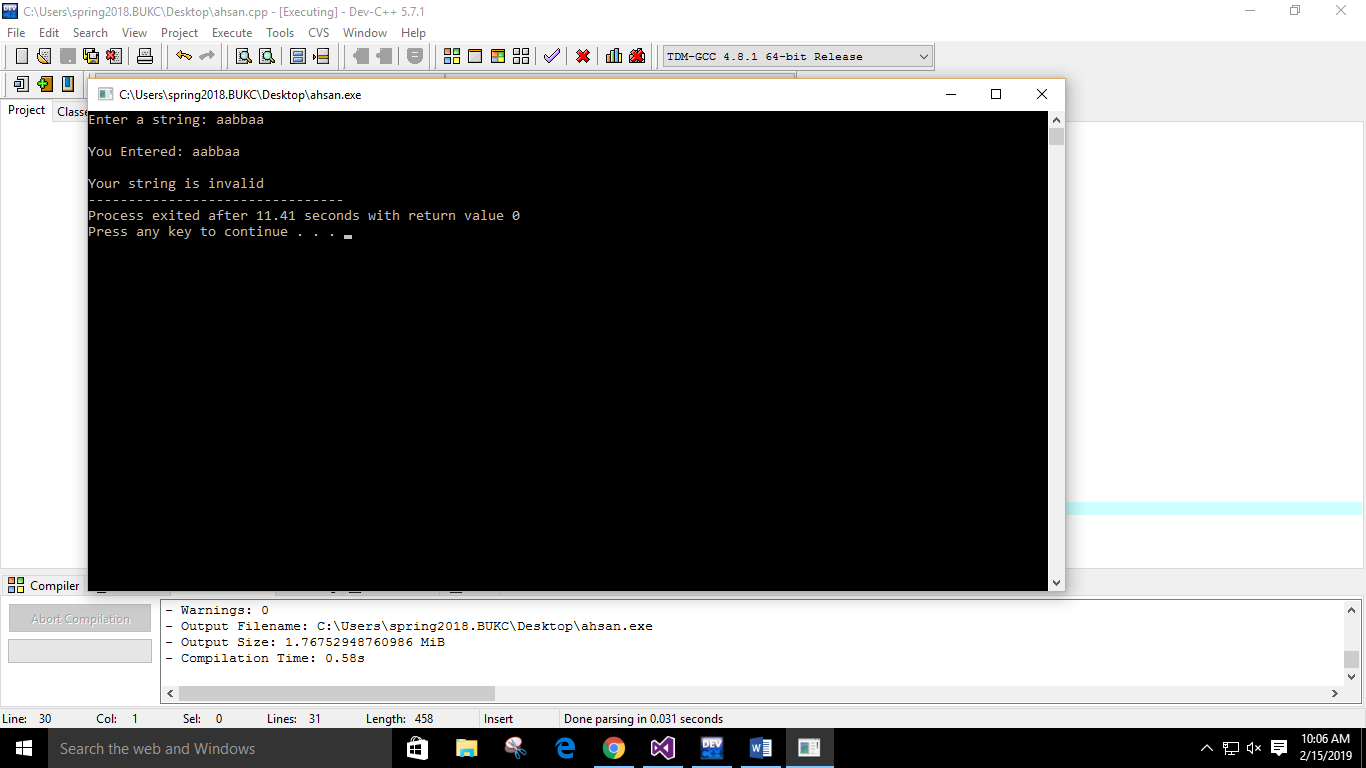 C:\Users\spring2018.BUKC\Desktop\ahsan.cpp - [Executing] - Dev-C++ 5.7.1
File Edit Search View Project Execute Tools CVS Window Help
TDM-GCC 4.8.1 64-bit Release
Project
C:\Users\spring2018.BUKC\Desktop\ahsan.exe
Enter a string: aabbaa
You Entered: aabbaa
Your string is invalid
--------------------------------
Process exited after 11.41 seconds with return value 0
Press any key to continue . . .
Compiler
Abort Compilation
- Warnings: 0
- Output Filename: C:\Users\spring2018.BUKC\Desktop\ahsan.exe
- Output Size: 1.76752948760986 MiB
- Compilation Time: 0.58s
Line: 30 Col: 1 Sel: 0 Lines: 31 Length: 458 Insert Done parsing in 0.031 seconds
Search the web and Windows
DEV
10:06 AM
2/15/2019